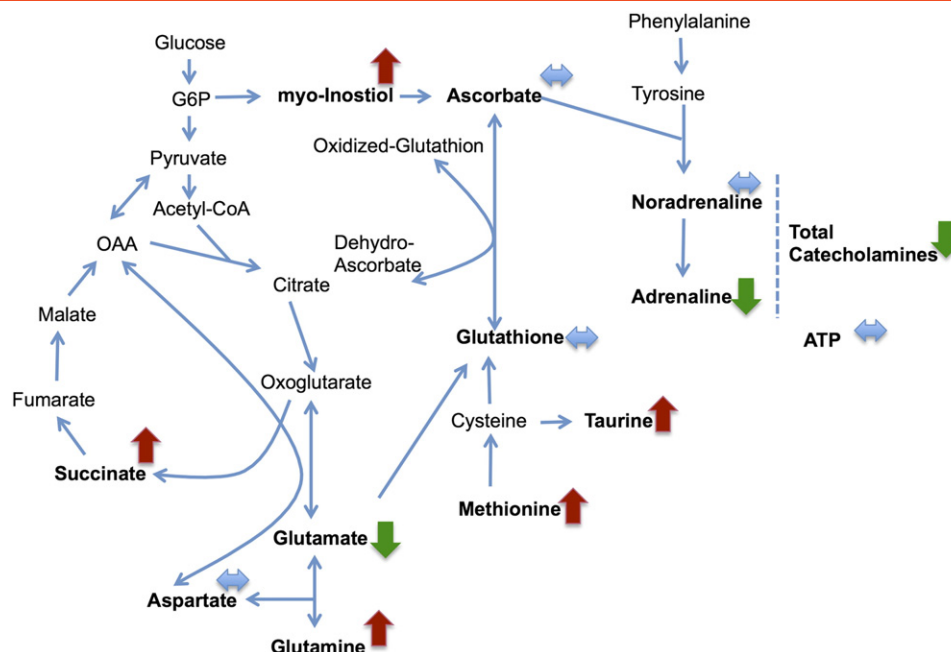 Phenylalanine
Glucose
G6P
myo-Inostiol
Ascorbate
Tyrosine
Oxidized-Glutathion
Pyruvate
Acetyl-CoA
Noradrenaline
OAA
Dehydro-
Ascorbate
Total
Catecholamines
Citrate
Adrenaline
Malate
Glutathione
ATP
Oxoglutarate
Fumarate
Cysteine
Taurine
Succinate
Methionine
Glutamate
Aspartate
Glutamine